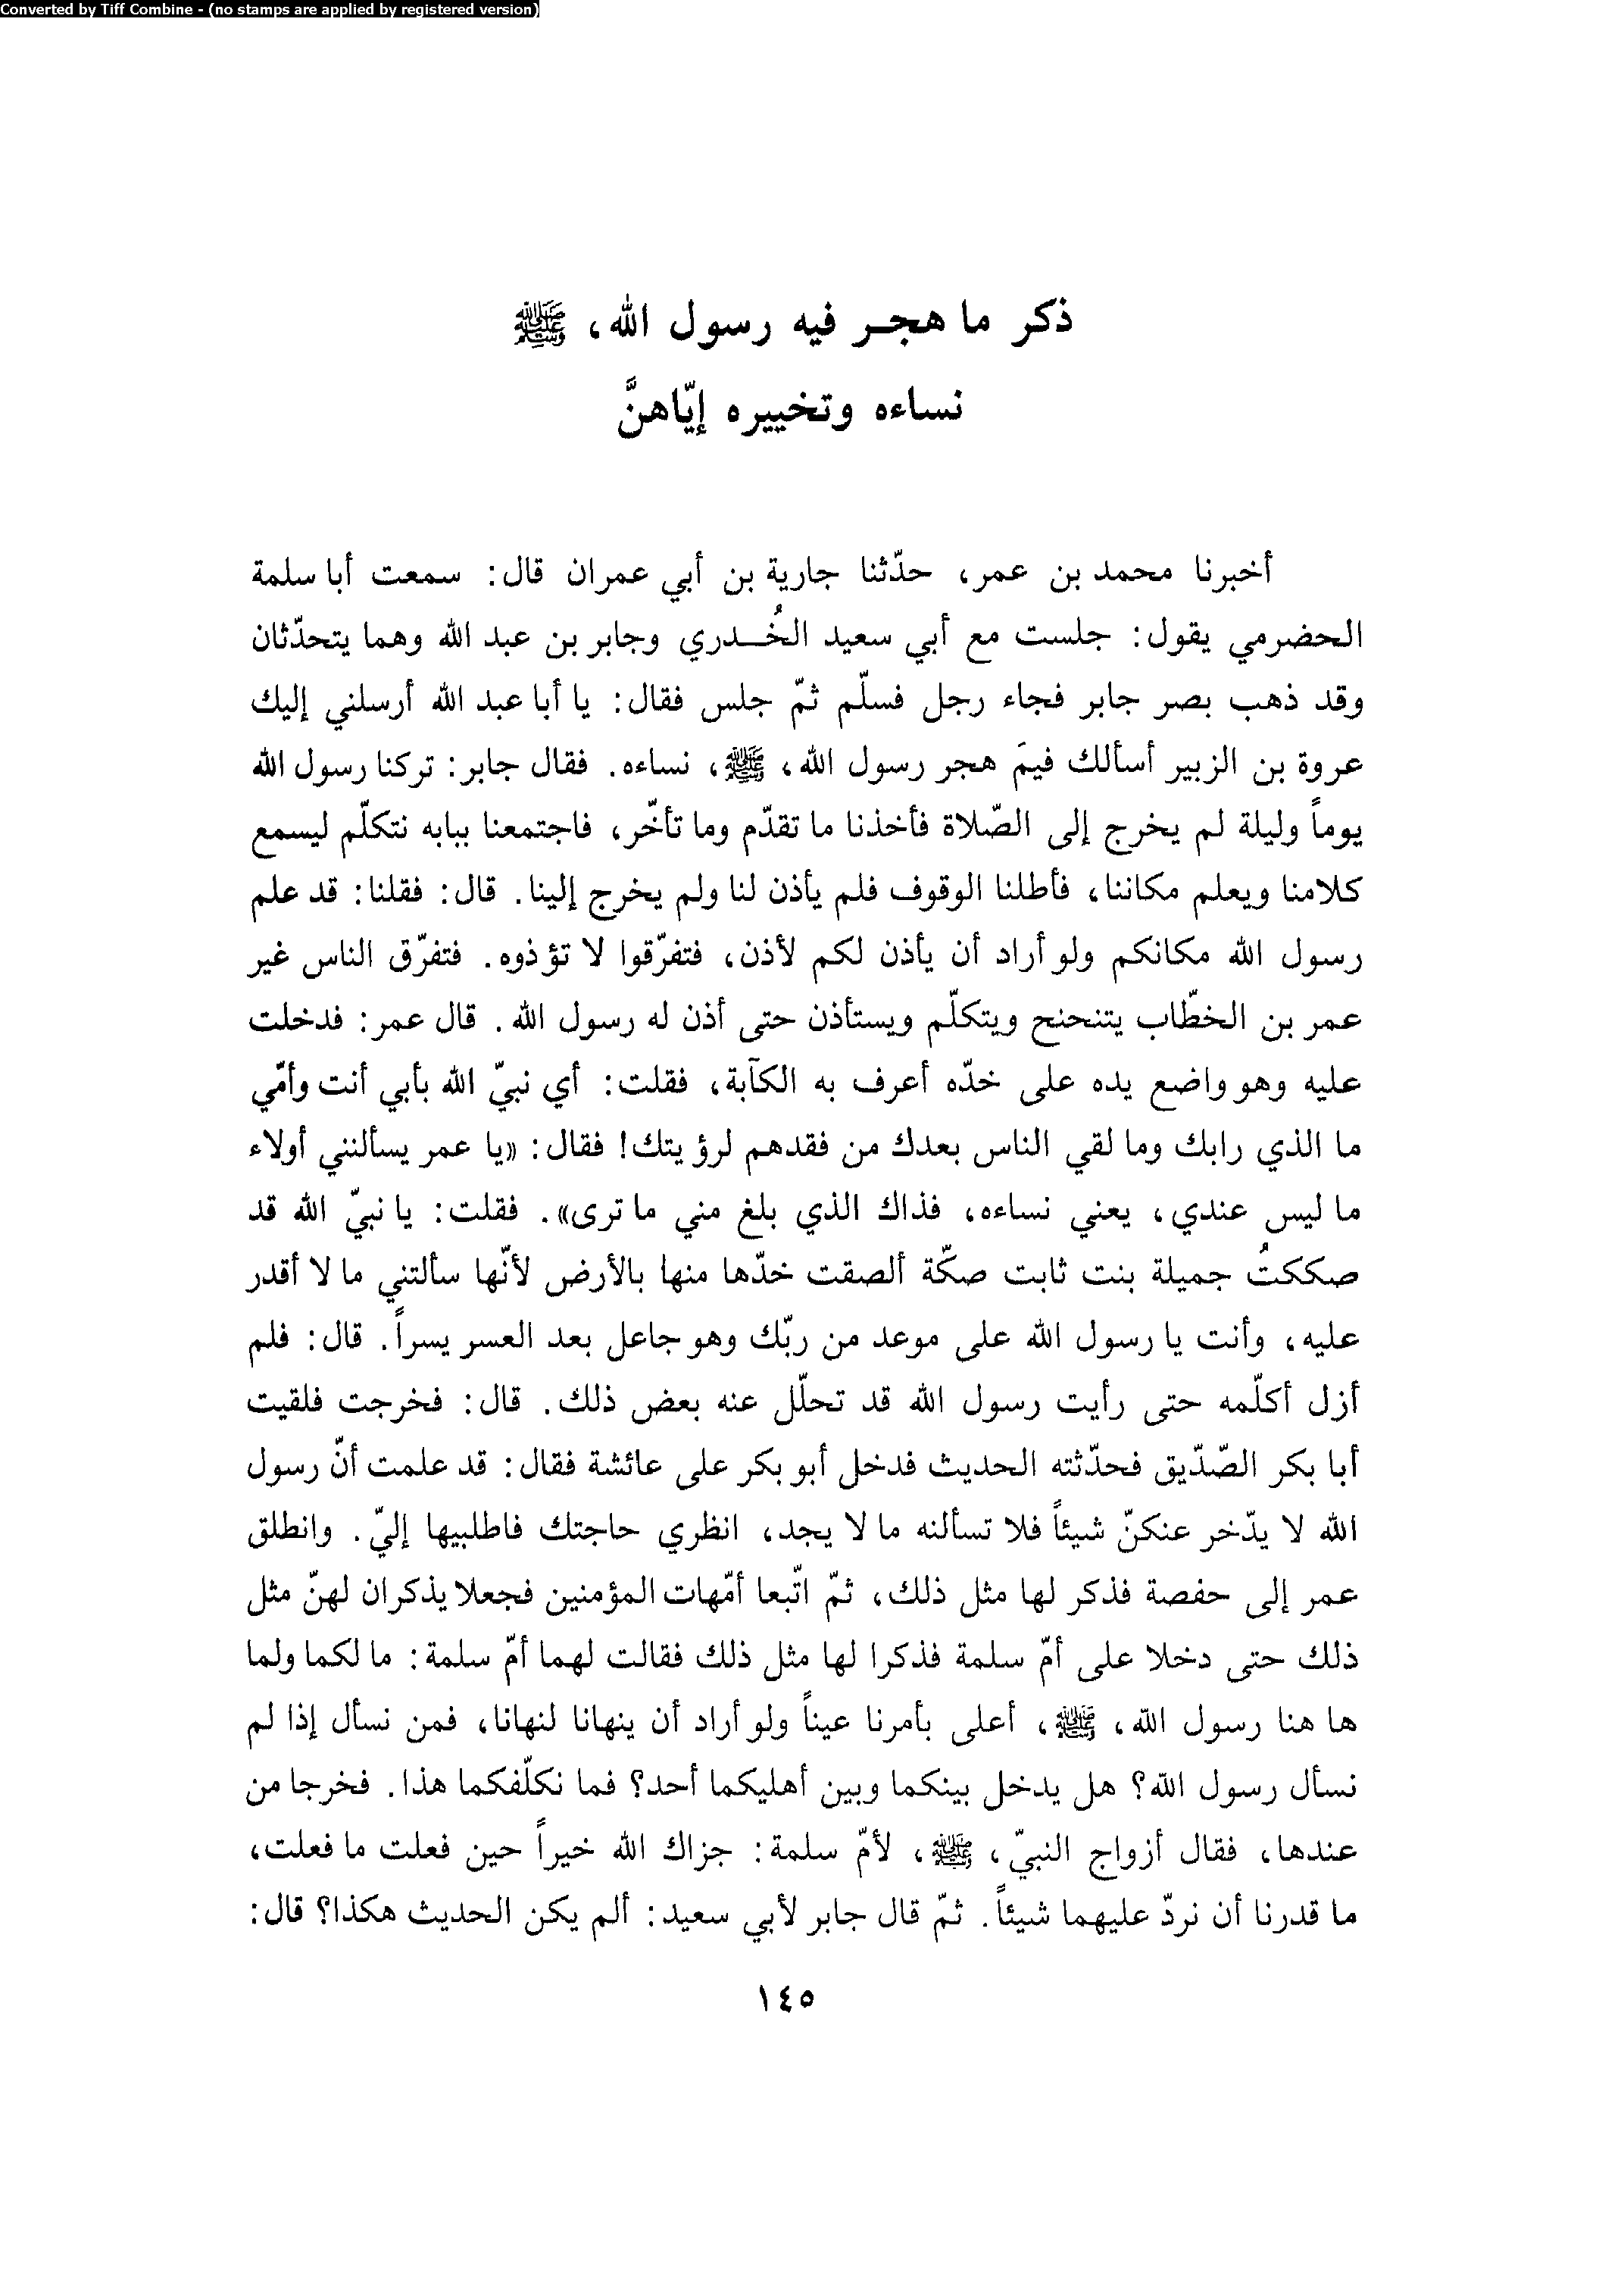 Converted by Tiff Combine - (no stamps are applied by registered version)
ذكر ما هجـر فيه رسول الله، ﷺ
نساءه وتخييره إيّاهنَّ
أخبرنا محمد بن عمر، حدّثنا جارية بن أبي عمران قال: سمعت أبا سلمة
الحضرمي يقول: جلست مع أبي سعيد الخُـدري وجابر بن عبد الله وهما يتحدّثان
وقد ذهب بصر جابر فجاء رجل فسلّم ثمّ جلس فقال: يا أبا عبد الله أرسلني إليك
عروة بن الزبير أسألك فيمَ هجر رسول الله، ﷺ، نساءه. فقال جابر: تركنا رسول الله
يوماً وليلة لم يخرج إلى الصّلاة فأخذنا ما تقدّم وما تأخّر، فاجتمعنا ببابه نتكلّم ليسمع
كلامنا ويعلم مكاننا، فأطلنا الوقوف فلم يأذن لنا ولم يخرج إلينا. قال: فقلنا: قد علم
رسول الله مكانكم ولو أراد أن يأذن لكم لأذن، فتفرّقوا لا تؤذوه. فتفرّق الناس غير
عمر بن الخطّاب يتنحنح ويتكلّم ويستأذن حتى أذن له رسول الله. قال عمر: فدخلت
عليه وهو واضع يده على خدّه أعرف به الكآبة، فقلت: أي نبيّ الله بأبي أنت وأمّي
ما الذي رابك وما لقي الناس بعدك من فقدهم لرؤيتك! فقال: «يا عمر يسألنني أولاء
ما ليس عندي، يعني نساءه، فذاك الذي بلغ مني ما ترى». فقلت: يا نبيّ الله قد
صككتُ جميلة بنت ثابت صكّة ألصقت خدّها منها بالأرض لأنّها سألتني ما لا أقدر
عليه، وأنت يا رسول الله على موعد من ربّك وهو جاعل بعد العسر يسراً. قال: فلم
أزل أكلّمه حتى رأيت رسول الله قد تحلّل عنه بعض ذلك. قال: فخرجت فلقيت
أبا بكر الصّدّيق فحدّثته الحديث فدخل أبو بكر على عائشة فقال: قد علمت أنّ رسول
الله لا يدّخر عنكنّ شيئاً فلا تسألنه ما لا يجد، انظري حاجتك فاطلبيها إليّ. وانطلق
عمر إلى حفصة فذكر لها مثل ذلك، ثمّ اتّبعا أمّهات المؤمنين فجعلا يذكران لهنّ مثل
ذلك حتى دخلا على أمّ سلمة فذكرا لها مثل ذلك فقالت لهما أمّ سلمة: ما لكما ولما
ها هنا رسول الله، ﷺ، أعلى بأمرنا عيناً ولو أراد أن ينهانا لنهانا، فمن نسأل إذا لم
نسأل رسول الله؟ هل يدخل بينكما وبين أهليكما أحد؟ فما نكلّفكما هذا. فخرجا من
عندها، فقال أزواج النبيّ، ﷺ، لأمّ سلمة: جزاك الله خيراً حين فعلت ما فعلت،
ما قدرنا أن نردّ عليهما شيئاً. ثمّ قال جابر لأبي سعيد: ألم يكن الحديث هكذا؟ قال:
١٤٥